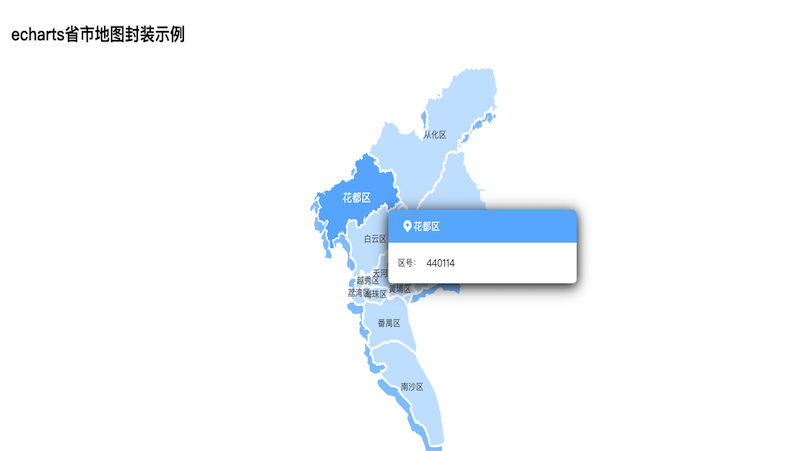 echarts省市地图封装示例
从化区
花都区
花都区
白云区
区号： 440114
天河
越秀区
荔湾区
海珠区
黄埔区
番禺区
南沙区